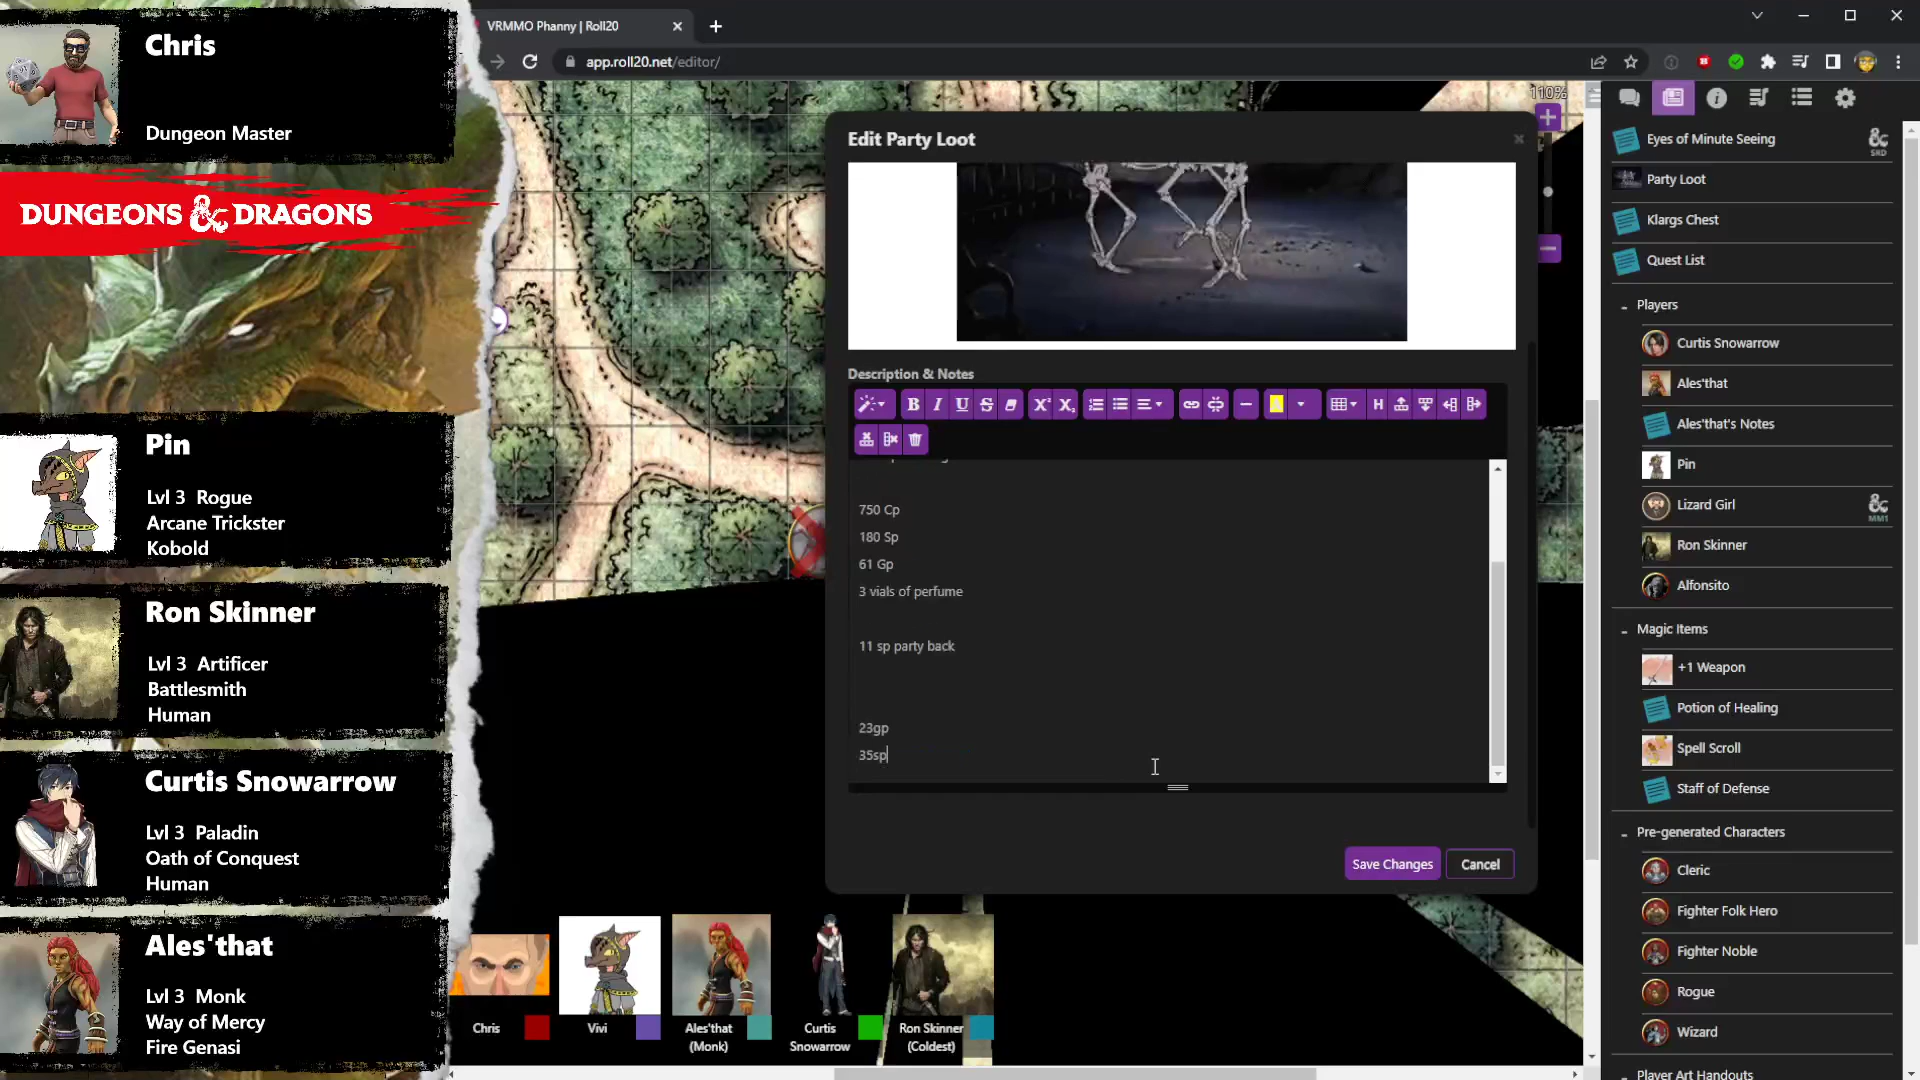 Chris
Dungeon Master
DUNGEONS & DRAGONS
Pin
Lvl 3 Rogue
Arcane Trickster
Kobold
Ron Skinner
Lvl 3 Artificer
Battlesmith
Human
Curtis Snowarrow
Lvl 3 Paladin
Oath of Conquest
Human
Ales'that
Lvl 3 Monk
Way of Mercy
Fire Genasi
VRMMO Phanny | Roll20
app.roll20.net/editor/
110%
Edit Party Loot
Description & Notes
750 Cp
180 Sp
61 Gp
3 vials of perfume
11 sp party back
23gp
35sp
Save Changes
Cancel
Chris
Vivi
Ales'that
(Monk)
Curtis
Snowarrow
Ron Skinner
(Coldest)
Eyes of Minute Seeing
SRD
Party Loot
Klargs Chest
Quest List
Players
Curtis Snowarrow
Ales'that
Ales'that's Notes
Pin
Lizard Girl
MM1
Ron Skinner
Alfonsito
Magic Items
+1 Weapon
Potion of Healing
Spell Scroll
Staff of Defense
Pre-generated Characters
Cleric
Fighter Folk Hero
Fighter Noble
Rogue
Wizard
Player Art Handouts